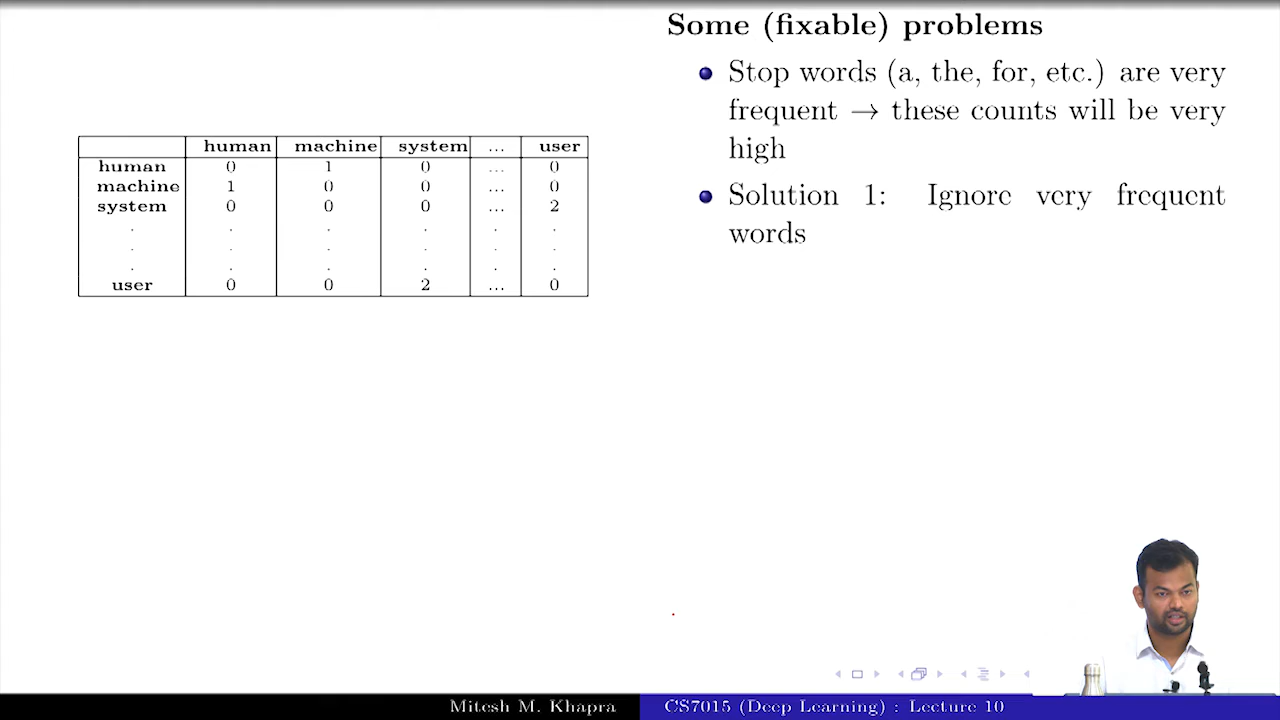 Some (fixable) problems
Stop words (a, the, for, etc.) are very
frequent → these counts will be very
high
Solution 1: Ignore very frequent
words
human machine system ... user
human 0 1 0 ... 0
machine 1 0 0 ... 0
system 0 0 0 ... 2
. . . . . .
. . . . . .
. . . . . .
user 0 0 2 ... 0
Mitesh M. Khapra CS7015 (Deep Learning) : Lecture 10